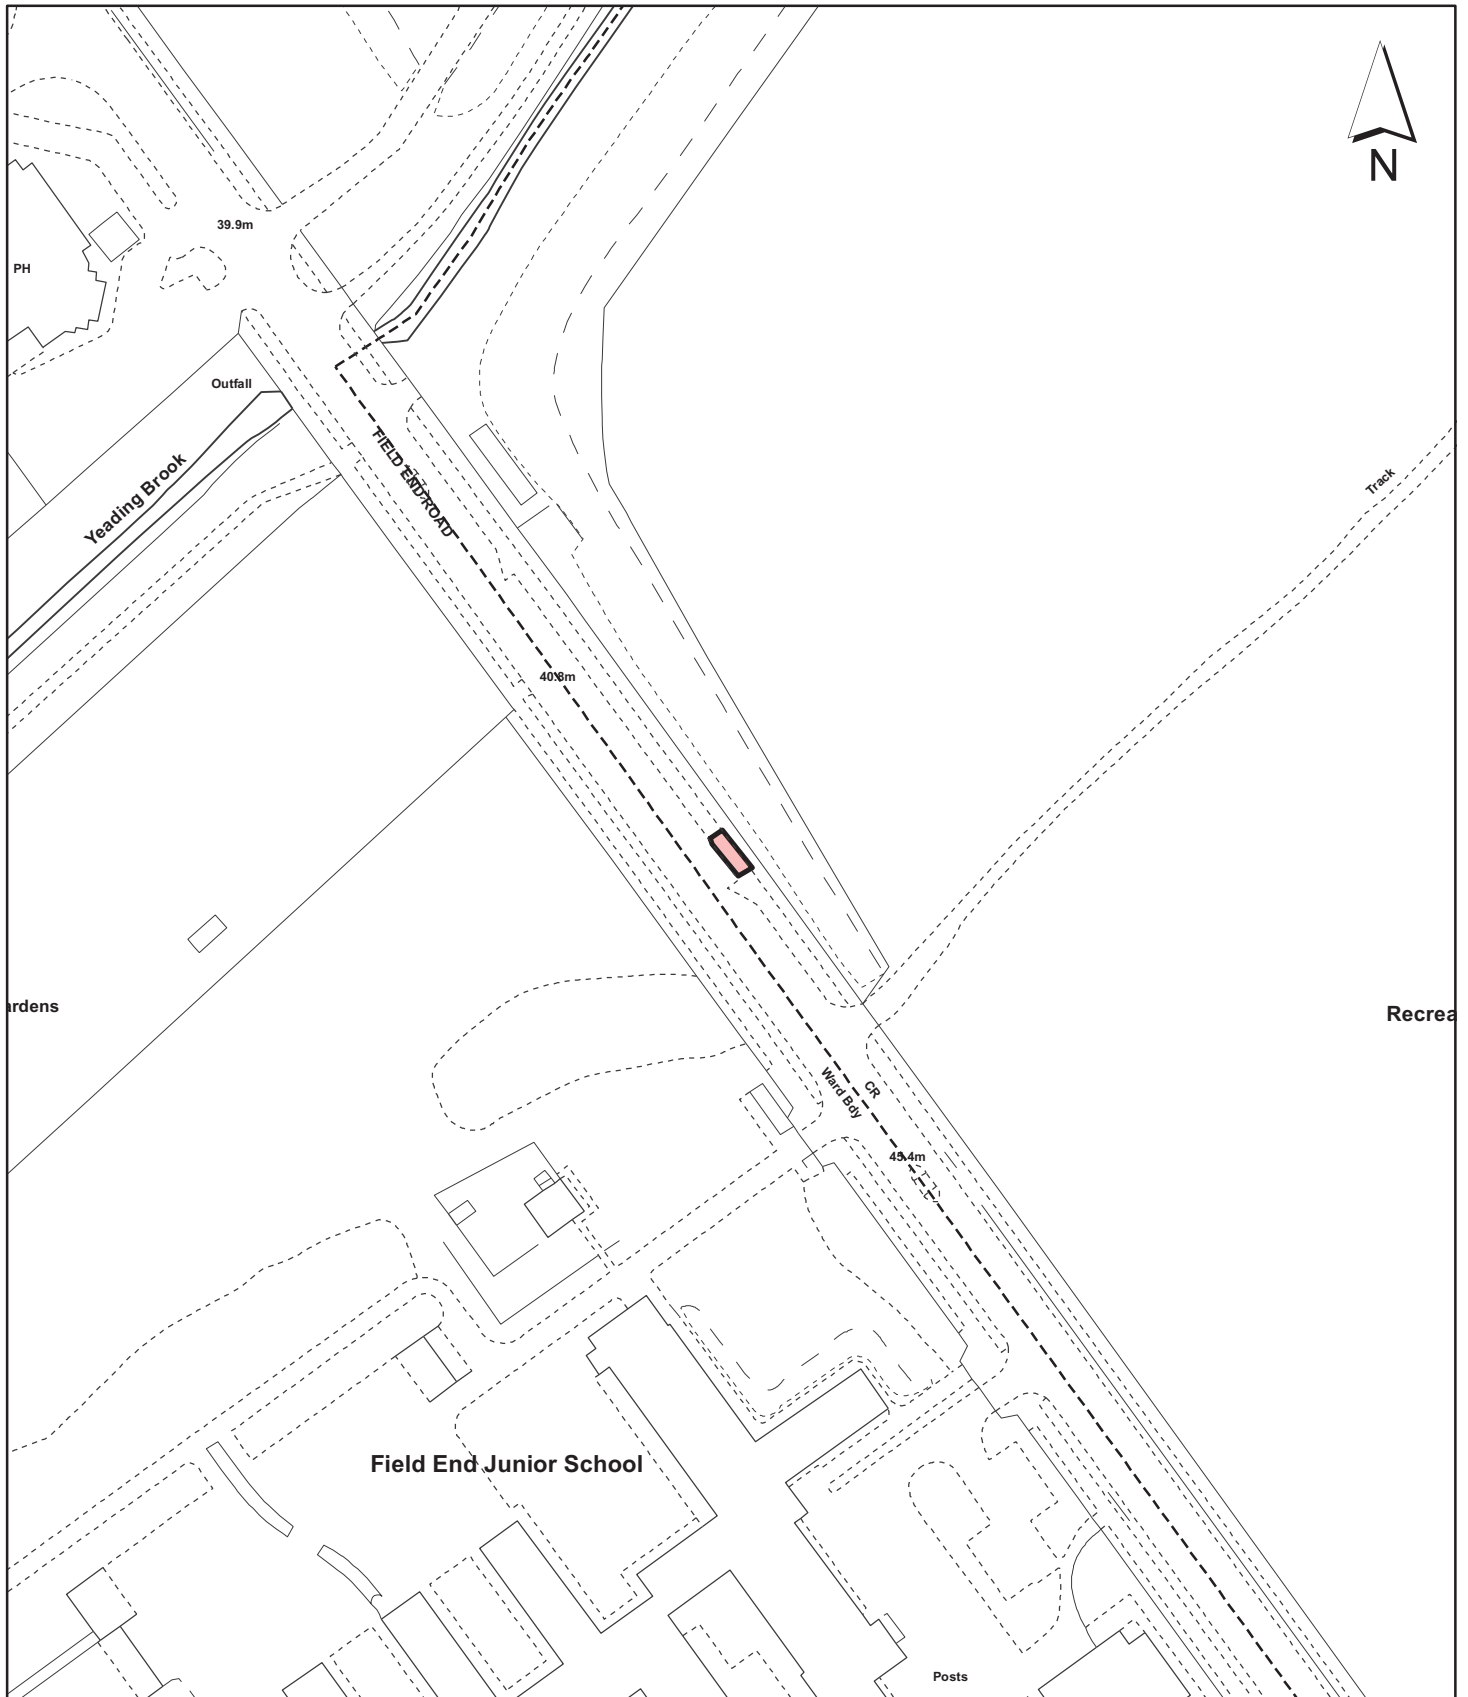 N
39.9m
PH
Outfall
FIELD END ROAD
Yeading Brook
Track
40.8m
ardens
Recrea
CR
Ward Bdy
45.4m
Field End Junior School
Posts